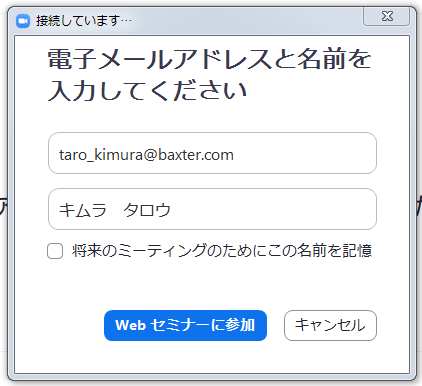 接続しています…
電子メールアドレスと名前を
入力してください
taro_kimura@baxter.com
キムラ　タロウ
将来のミーティングのためにこの名前を記憶
Web セミナーに参加
キャンセル